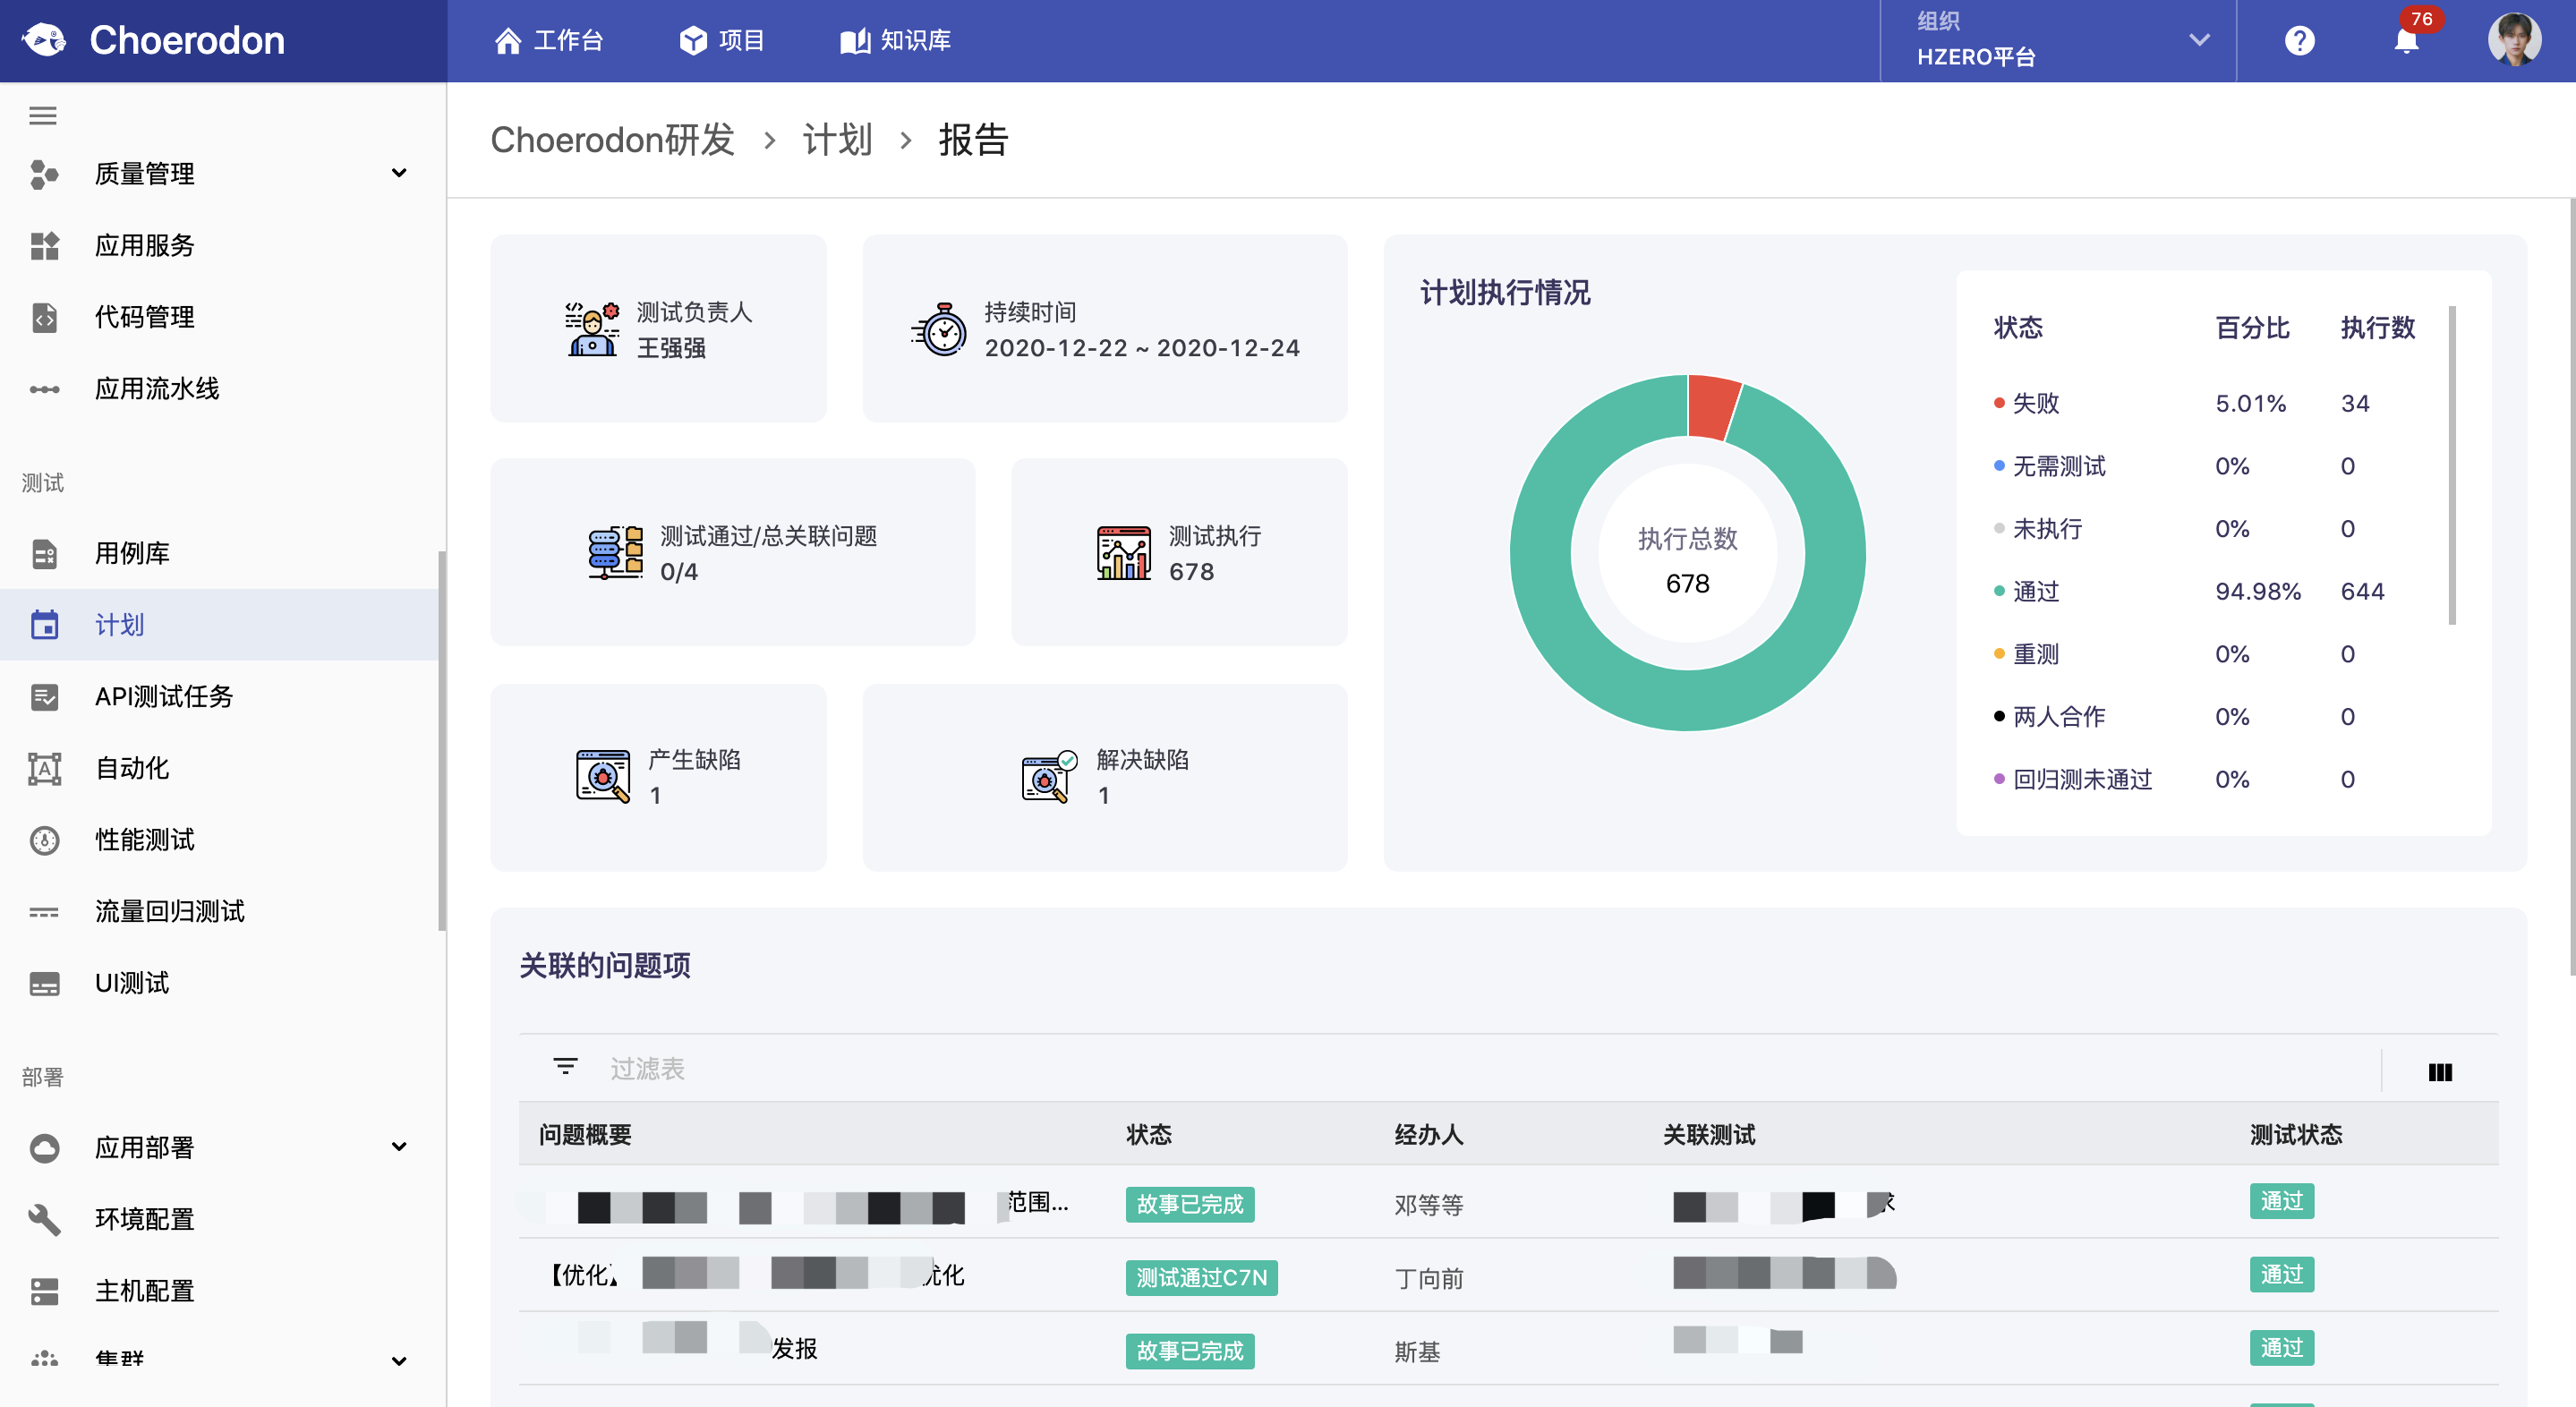 Choerodon
工作台
项目
知识库
组织
HZERO平台
76
质量管理
应用服务
代码管理
应用流水线
测试
用例库
计划
API测试任务
自动化
性能测试
流量回归测试
UI测试
部署
应用部署
环境配置
主机配置
集群
Choerodon研发 > 计划 > 报告
测试负责人
王强强
持续时间
2020-12-22 ~ 2020-12-24
测试通过/总关联问题
0/4
测试执行
678
产生缺陷
1
解决缺陷
1
计划执行情况
执行总数
678
状态 百分比 执行数
失败 5.01% 34
无需测试 0% 0
未执行 0% 0
通过 94.98% 644
重测 0% 0
两人合作 0% 0
回归测未通过 0% 0
关联的问题项
过滤表
问题概要 状态 经办人 关联测试 测试状态
范围... 故事已完成 邓等等 通过
【优化】 优化 测试通过C7N 丁向前 通过
发报 故事已完成 斯基 通过